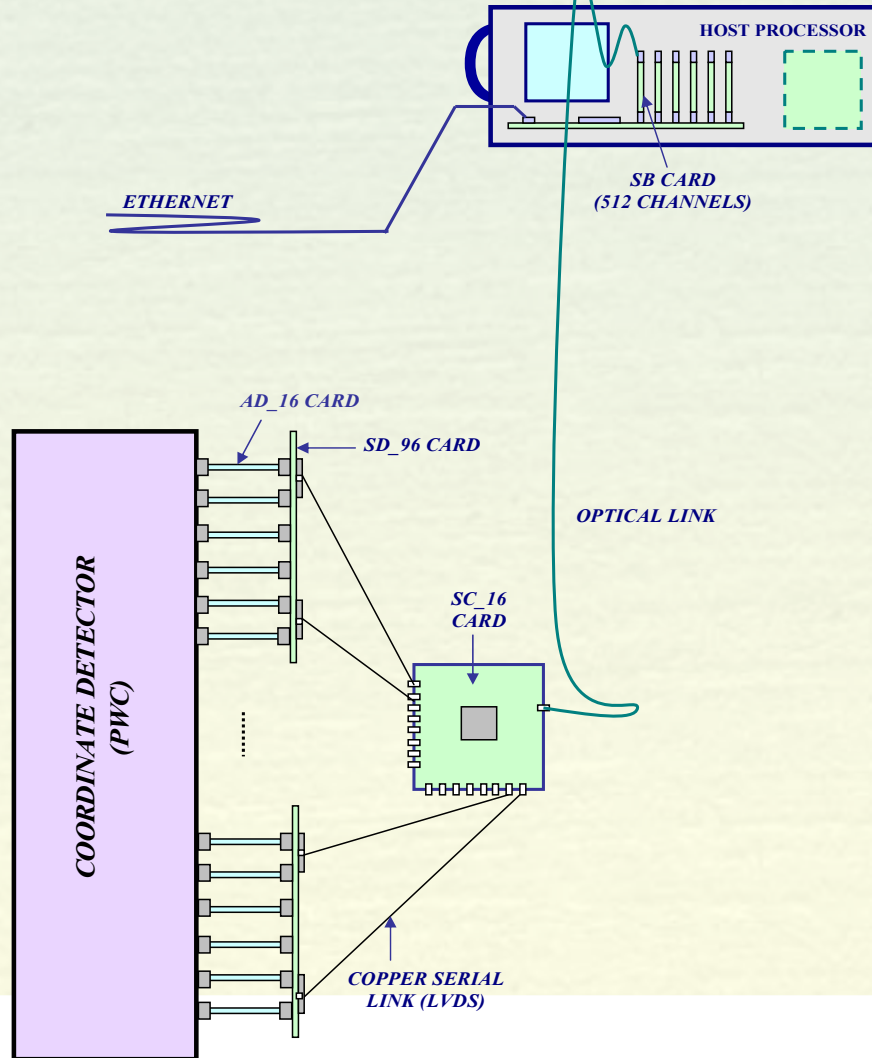 HOST PROCESSOR
SB CARD
(512 CHANNELS)
ETHERNET
AD_16 CARD
SD_96 CARD
OPTICAL LINK
SC_16
CARD
COORDINATE DETECTOR
(PWC)
COPPER SERIAL
LINK (LVDS)